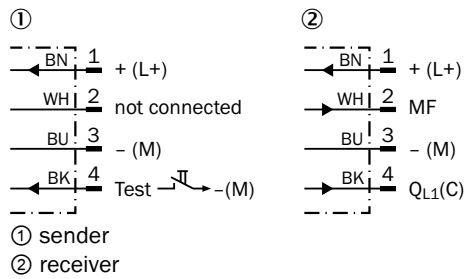 ① ②
BN 1 + (L+) BN 1 + (L+)
WH 2 not connected WH 2 MF
BU 3 – (M) BU 3 – (M)
BK 4 Test –(M) BK 4 QL1(C)
① sender
② receiver